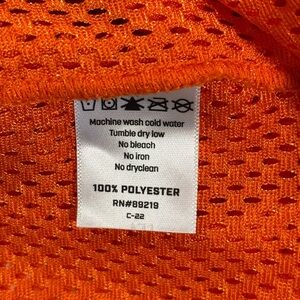 Machine wash cold water
Tumble dry low
No bleach
No iron
No dryclean
100% POLYESTER
RN#89219
C-22